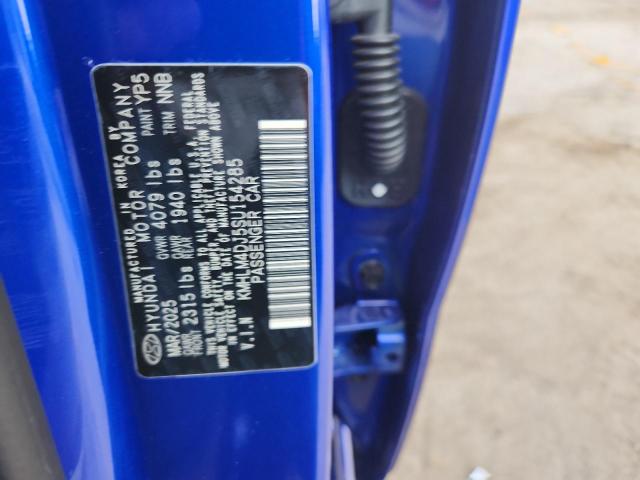 MANUFACTURED IN KOREA BY
HYUNDAI MOTOR COMPANY
MAR/2025 GVWR 4079 lbs PAINT YP5
GAWR FRONT 2315 lbs GAWR REAR 1940 lbs TRIM NNB
THIS VEHICLE CONFORMS TO ALL APPLICABLE U.S.A. FEDERAL
MOTOR VEHICLE SAFETY, BUMPER, AND THEFT PREVENTION STANDARDS
IN EFFECT ON THE DATE OF MANUFACTURE SHOWN ABOVE
V.I.N KMHLM4DJ5SU154285
PASSENGER CAR